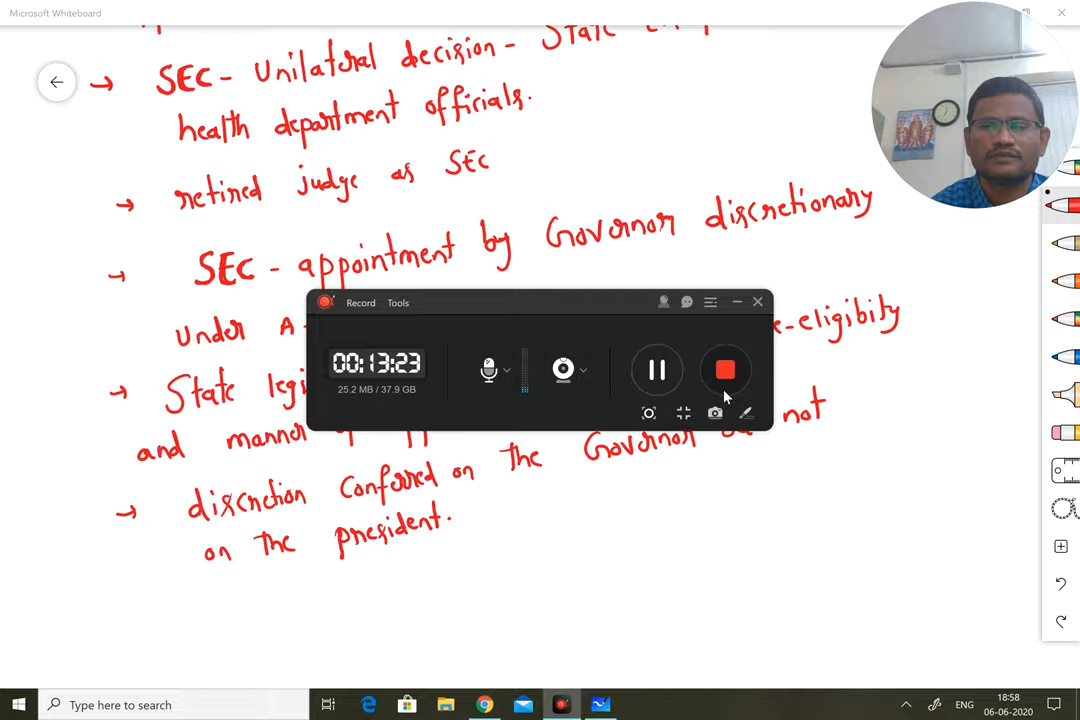 Microsoft Whiteboard
→ SEC - Unilateral decision - State
health department officials.
→ retired judge as SEC
→ SEC - appointment by Governor discretionary
under A- -eligibity
→ State legi
and manner not
→ discretion conferred on the Governor
on the president.
Record Tools
00:13:23
25.2 MB / 37.9 GB
Type here to search
ENG
18:58
06-06-2020